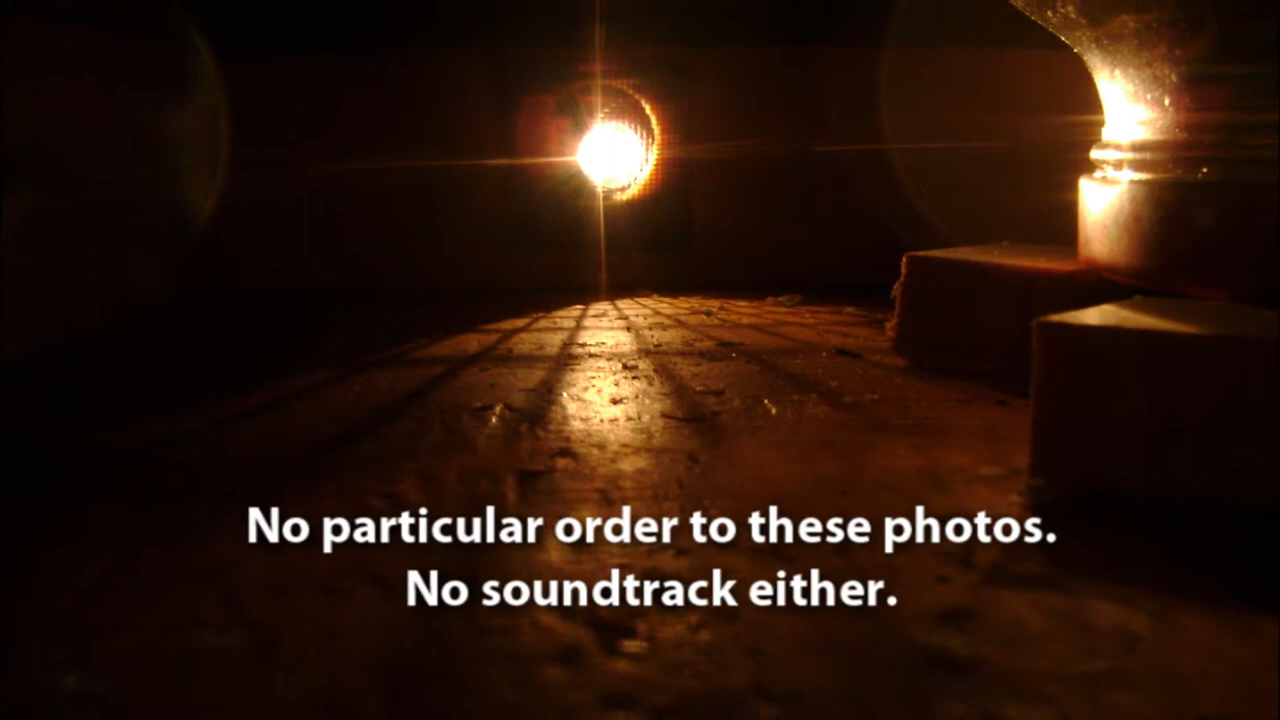 No particular order to these photos.
No soundtrack either.